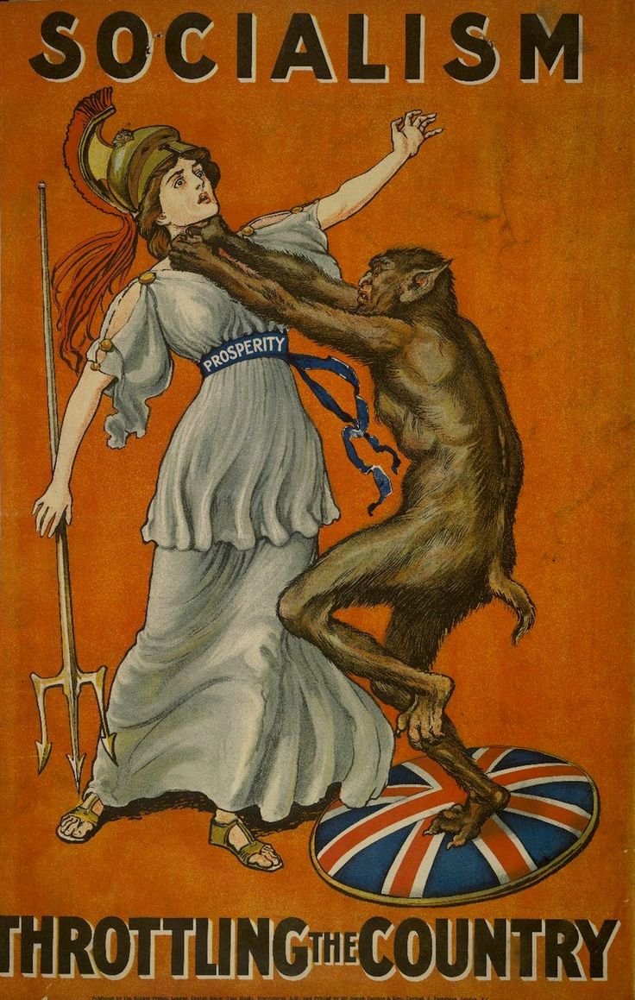 SOCIALISM
PROSPERITY
THROTTLING THE COUNTRY